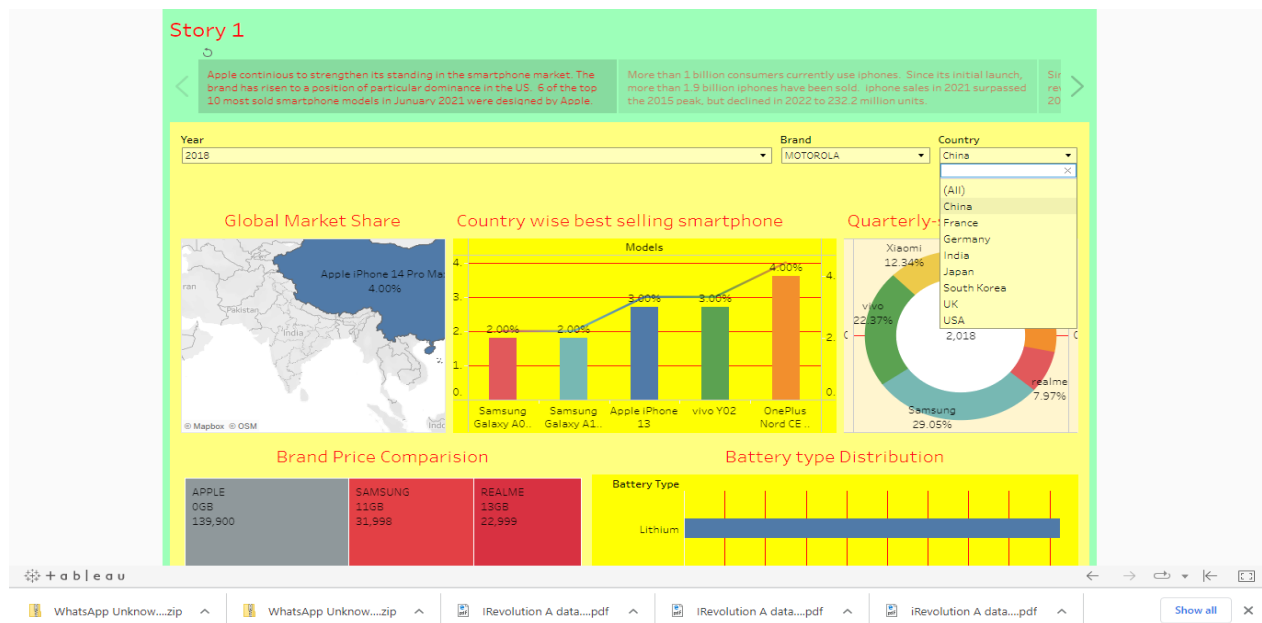 Story 1
Apple continious to strengthen its standing in the smartphone market. The
brand has risen to a position of particular dominance in the US. 6 of the top
10 most sold smartphone models in Junuary 2021 were designed by Apple.
More than 1 billion consumers currently use iphones. Since its initial launch,
more than 1.9 billion iphones have been sold. iphone sales in 2021 surpassed
the 2015 peak, but declined in 2022 to 232.2 million units.
Year
2018
Brand
MOTOROLA
Country
China
(All)
China
France
Germany
India
Japan
South Korea
UK
USA
Global Market Share
Apple iPhone 14 Pro Ma
4.00%
Pakistan
India
© Mapbox © OSM
Country wise best selling smartphone
Models
4.
3.
2.
1.
0.
2.00%
2.00%
3.00%
3.00%
4.00%
4.
2.
0.
Samsung
Galaxy A0..
Samsung
Galaxy A1..
Apple iPhone
13
vivo Y02
OnePlus
Nord CE ..
Quarterly-
Xiaomi
12.34%
vivo
22.37%
2,018
realme
7.97%
Samsung
29.05%
Brand Price Comparision
APPLE
0GB
139,900
SAMSUNG
11GB
31,998
REALME
13GB
22,999
Battery type Distribution
Battery Type
Lithium
+ a b | e a u
WhatsApp Unknow....zip
WhatsApp Unknow....zip
IRevolution A data....pdf
IRevolution A data....pdf
iRevolution A data....pdf
Show all